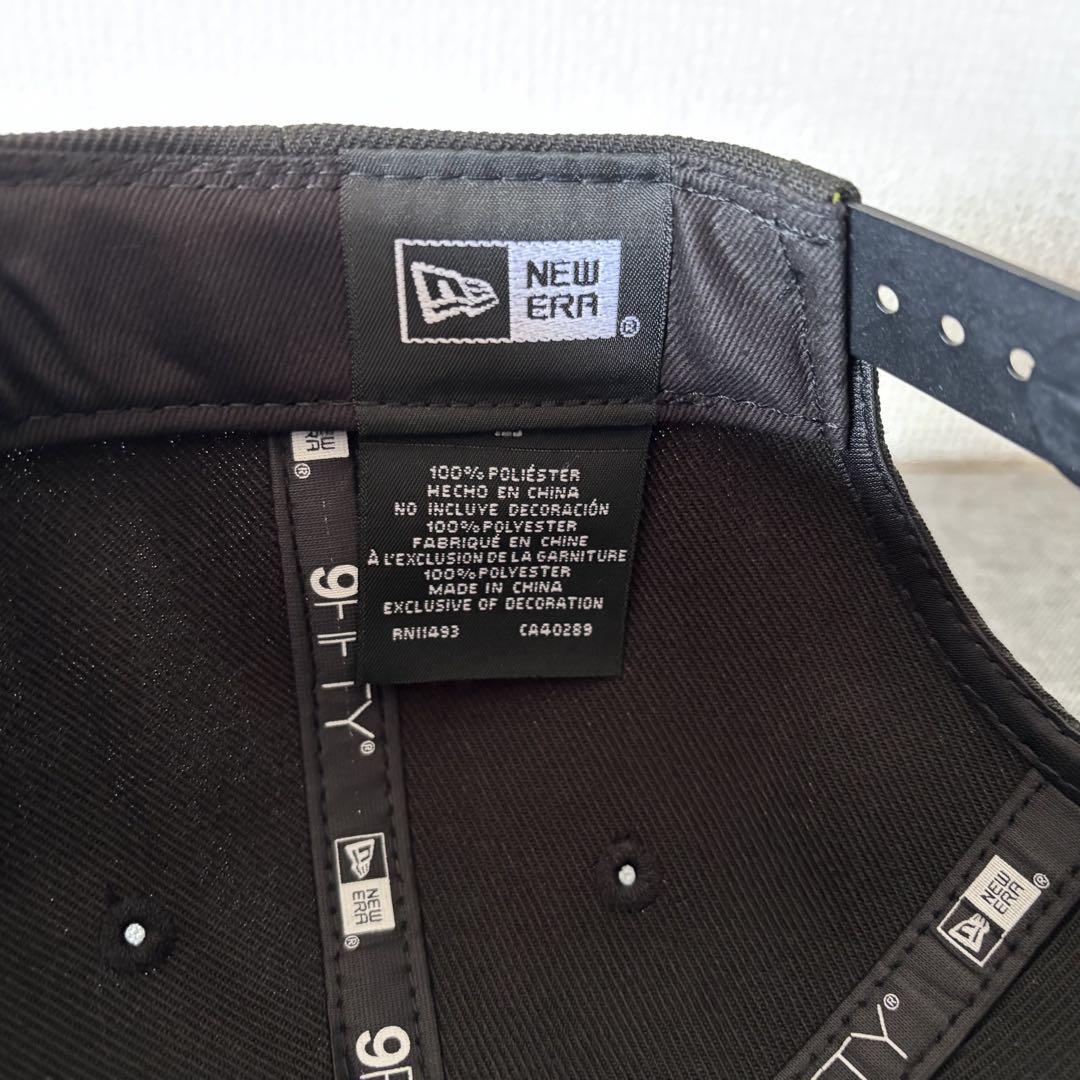 NEW
ERA
®
NEW
ERA
®
100% POLIÉSTER
HECHO EN CHINA
NO INCLUYE DECORACIÓN
100% POLYESTER
FABRIQUÉ EN CHINE
À L'EXCLUSION DE LA GARNITURE
100% POLYESTER
MADE IN CHINA
EXCLUSIVE OF DECORATION
RN11493 CA40289
9FIFTY®
NEW
ERA
®
NEW
ERA
®
TY®